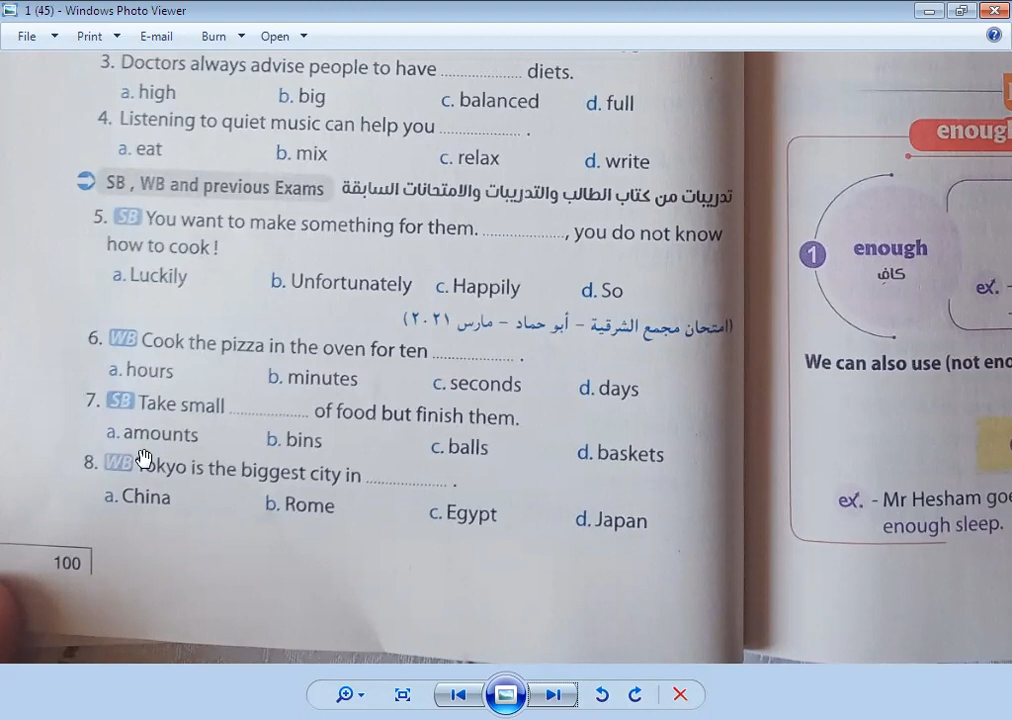 1 (45) - Windows Photo Viewer
File Print E-mail Burn Open
3. Doctors always advise people to have .................... diets.
a. high b. big c. balanced d. full
4. Listening to quiet music can help you .................... .
a. eat b. mix c. relax d. write
SB , WB and previous Exams تدريبات من كتاب الطالب والتدريبات والامتحانات السابقة
5. SB You want to make something for them. ...................., you do not know
how to cook !
a. Luckily b. Unfortunately c. Happily d. So
(امتحان مجمع الشرقية - أبو حماد - مارس ٢٠٢١)
6. WB Cook the pizza in the oven for ten .................... .
a. hours b. minutes c. seconds d. days
7. SB Take small .................... of food but finish them.
a. amounts b. bins c. balls d. baskets
8. WB Tokyo is the biggest city in .................... .
a. China b. Rome c. Egypt d. Japan
100
enoug
1 enough
كافٍ
ex. -
We can also use (not eno
ex. - Mr Hesham goe
enough sleep.